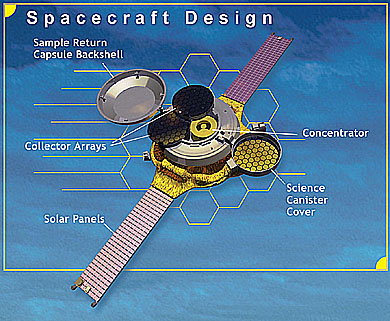 Spacecraft Design
Sample Return
Capsule Backshell
Collector Arrays
Concentrator
Science
Canister
Cover
Solar Panels